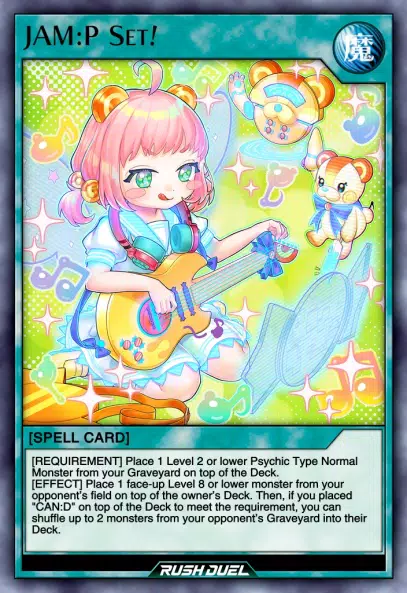 JAM:P SET!
魔
[SPELL CARD]
[REQUIREMENT] Place 1 Level 2 or lower Psychic Type Normal
Monster from your Graveyard on top of the Deck.
[EFFECT] Place 1 face-up Level 8 or lower monster from your
opponent's field on top of the owner's Deck. Then, if you placed
"CAN:D" on top of the Deck to meet the requirement, you can
shuffle up to 2 monsters from your opponent's Graveyard into their
Deck.
RUSH DUEL